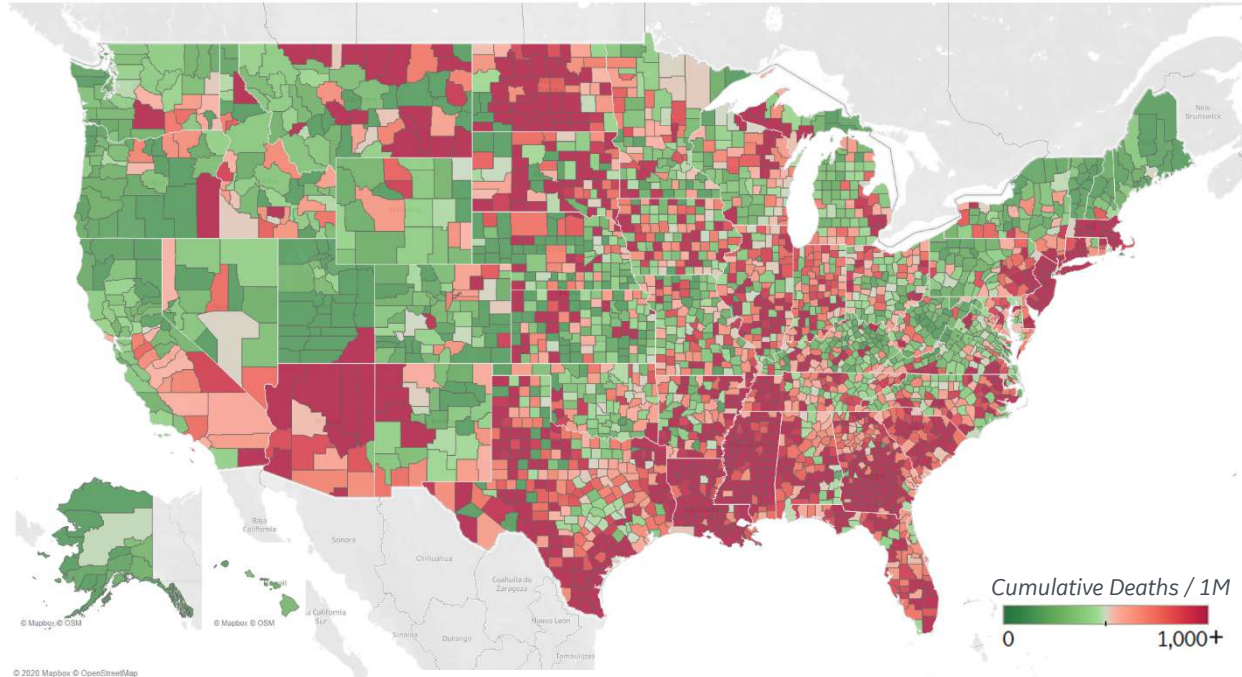 New
Brunswick
Baja
California
Sonora
Chihuahua
Coahuila de
Zaragoza
Nuevo León
Sinaloa
Durango
Tamaulipas
Cumulative Deaths / 1M
0
1,000+
© Mapbox © OSM
© Mapbox © OSM
a California
Sur
© 2020 Mapbox © OpenStreetMap